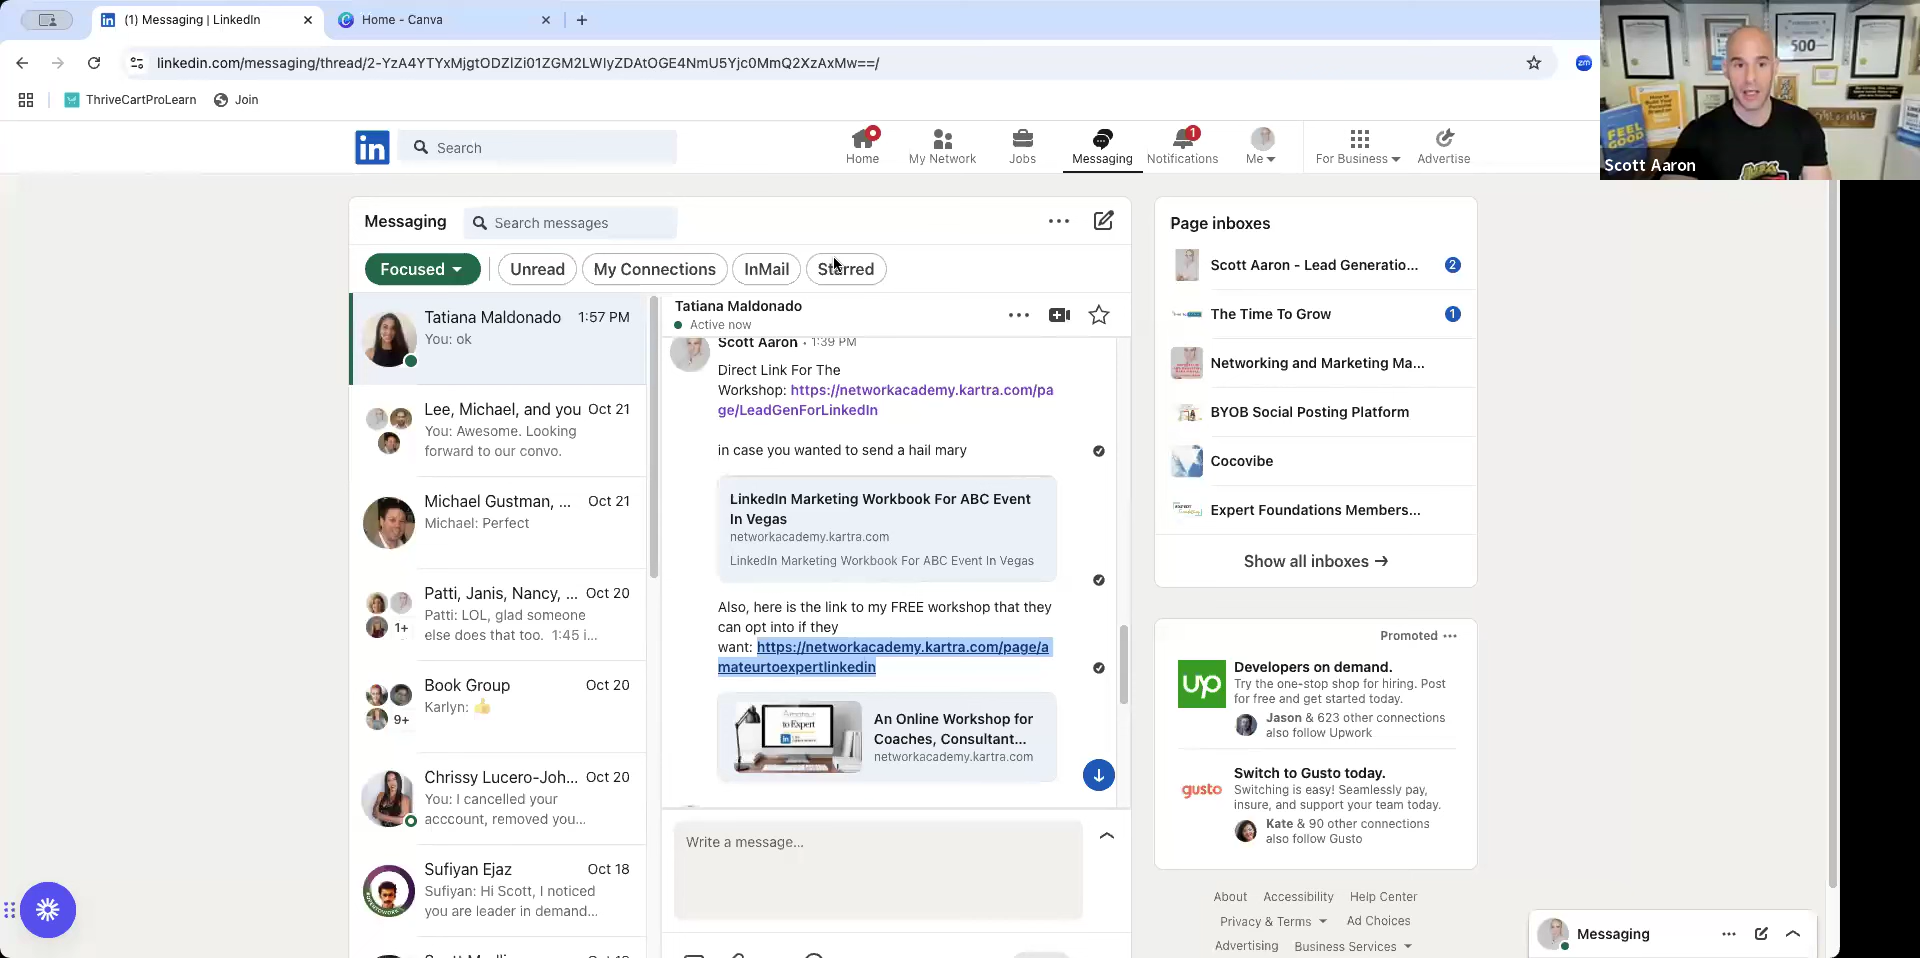 (1) Messaging | LinkedIn
Home - Canva
linkedin.com/messaging/thread/2-YzA4YTYxMjgtODZlZi01ZGM2LWIyZDAtOGE4NmU5Yjc0MmQ2XzAxMw==/
zm
ThriveCartProLearn
Join
in
Search
Home
My Network
Jobs
Messaging
1
Notifications
Me
For Business
Advertise
500
FEEL
GOOD
Scott Aaron
Messaging
Search messages
Focused
Unread
My Connections
InMail
Starred
Tatiana Maldonado 1:57 PM
You: ok
Lee, Michael, and you Oct 21
You: Awesome. Looking
forward to our convo.
Michael Gustman, ... Oct 21
Michael: Perfect
Patti, Janis, Nancy, ... Oct 20
1+
Patti: LOL, glad someone
else does that too. 1:45 i...
Book Group Oct 20
9+
Karlyn: 👍
Chrissy Lucero-Joh... Oct 20
You: I cancelled your
acccount, removed you...
Sufiyan Ejaz Oct 18
Sufiyan: Hi Scott, I noticed
you are leader in demand...
Tatiana Maldonado
Active now
Scott Aaron • 1:39 PM
Direct Link For The
Workshop: https://networkacademy.kartra.com/pa
ge/LeadGenForLinkedIn
in case you wanted to send a hail mary
LinkedIn Marketing Workbook For ABC Event
In Vegas
networkacademy.kartra.com
LinkedIn Marketing Workbook For ABC Event In Vegas
Also, here is the link to my FREE workshop that they
can opt into if they
want: https://networkacademy.kartra.com/page/a
mateurtoexpertlinkedin
to Expert
An Online Workshop for
Coaches, Consultant...
networkacademy.kartra.com
Write a message...
Page inboxes
Scott Aaron - Lead Generatio... 2
The Time To Grow 1
Networking and Marketing Ma...
BYOB Social Posting Platform
Cocovibe
Expert Foundations Members...
Show all inboxes →
Promoted •••
up
Developers on demand.
Try the one-stop shop for hiring. Post
for free and get started today.
Jason & 623 other connections
also follow Upwork
gusto
Switch to Gusto today.
Switching is easy! Seamlessly pay,
insure, and support your team today.
Kate & 90 other connections
also follow Gusto
About Accessibility Help Center
Privacy & Terms Ad Choices
Advertising Business Services
Messaging